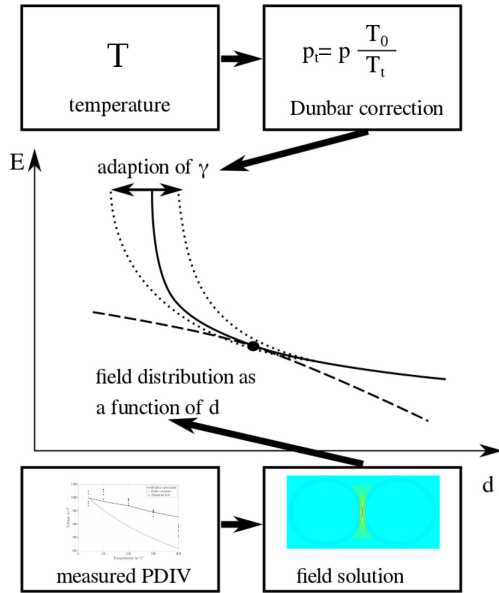 T
temperature
p_t = p T_0 / T_t
Dunbar correction
E
adaption of γ
field distribution as
a function of d
d
measured PDIV
field solution